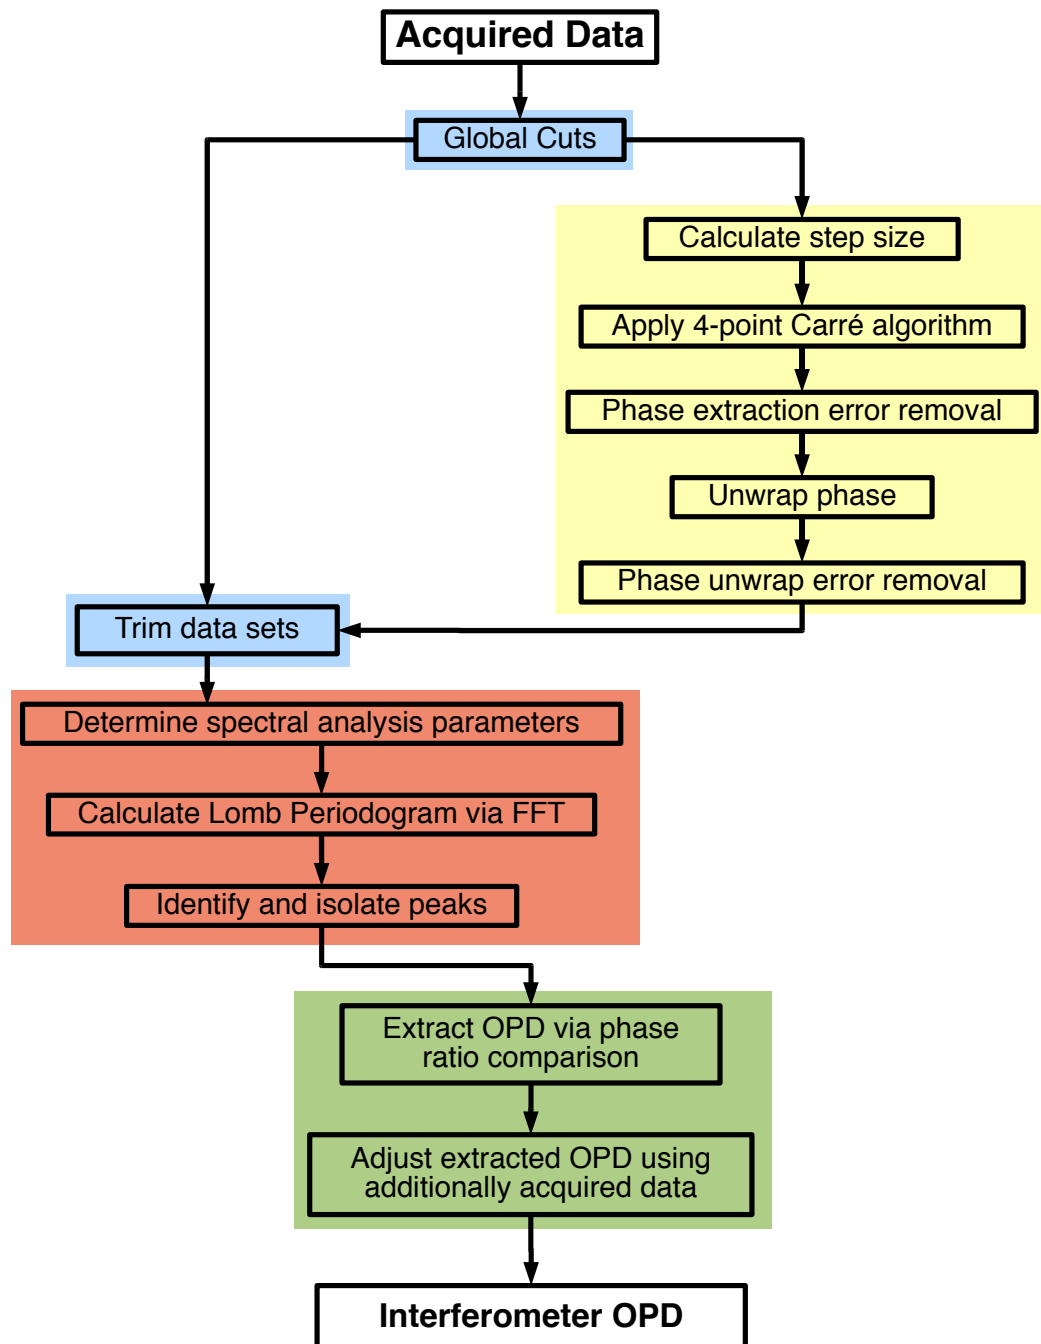 Acquired Data
Global Cuts
Calculate step size
Apply 4-point Carré algorithm
Phase extraction error removal
Unwrap phase
Phase unwrap error removal
Trim data sets
Determine spectral analysis parameters
Calculate Lomb Periodogram via FFT
Identify and isolate peaks
Extract OPD via phase
ratio comparison
Adjust extracted OPD using
additionally acquired data
Interferometer OPD